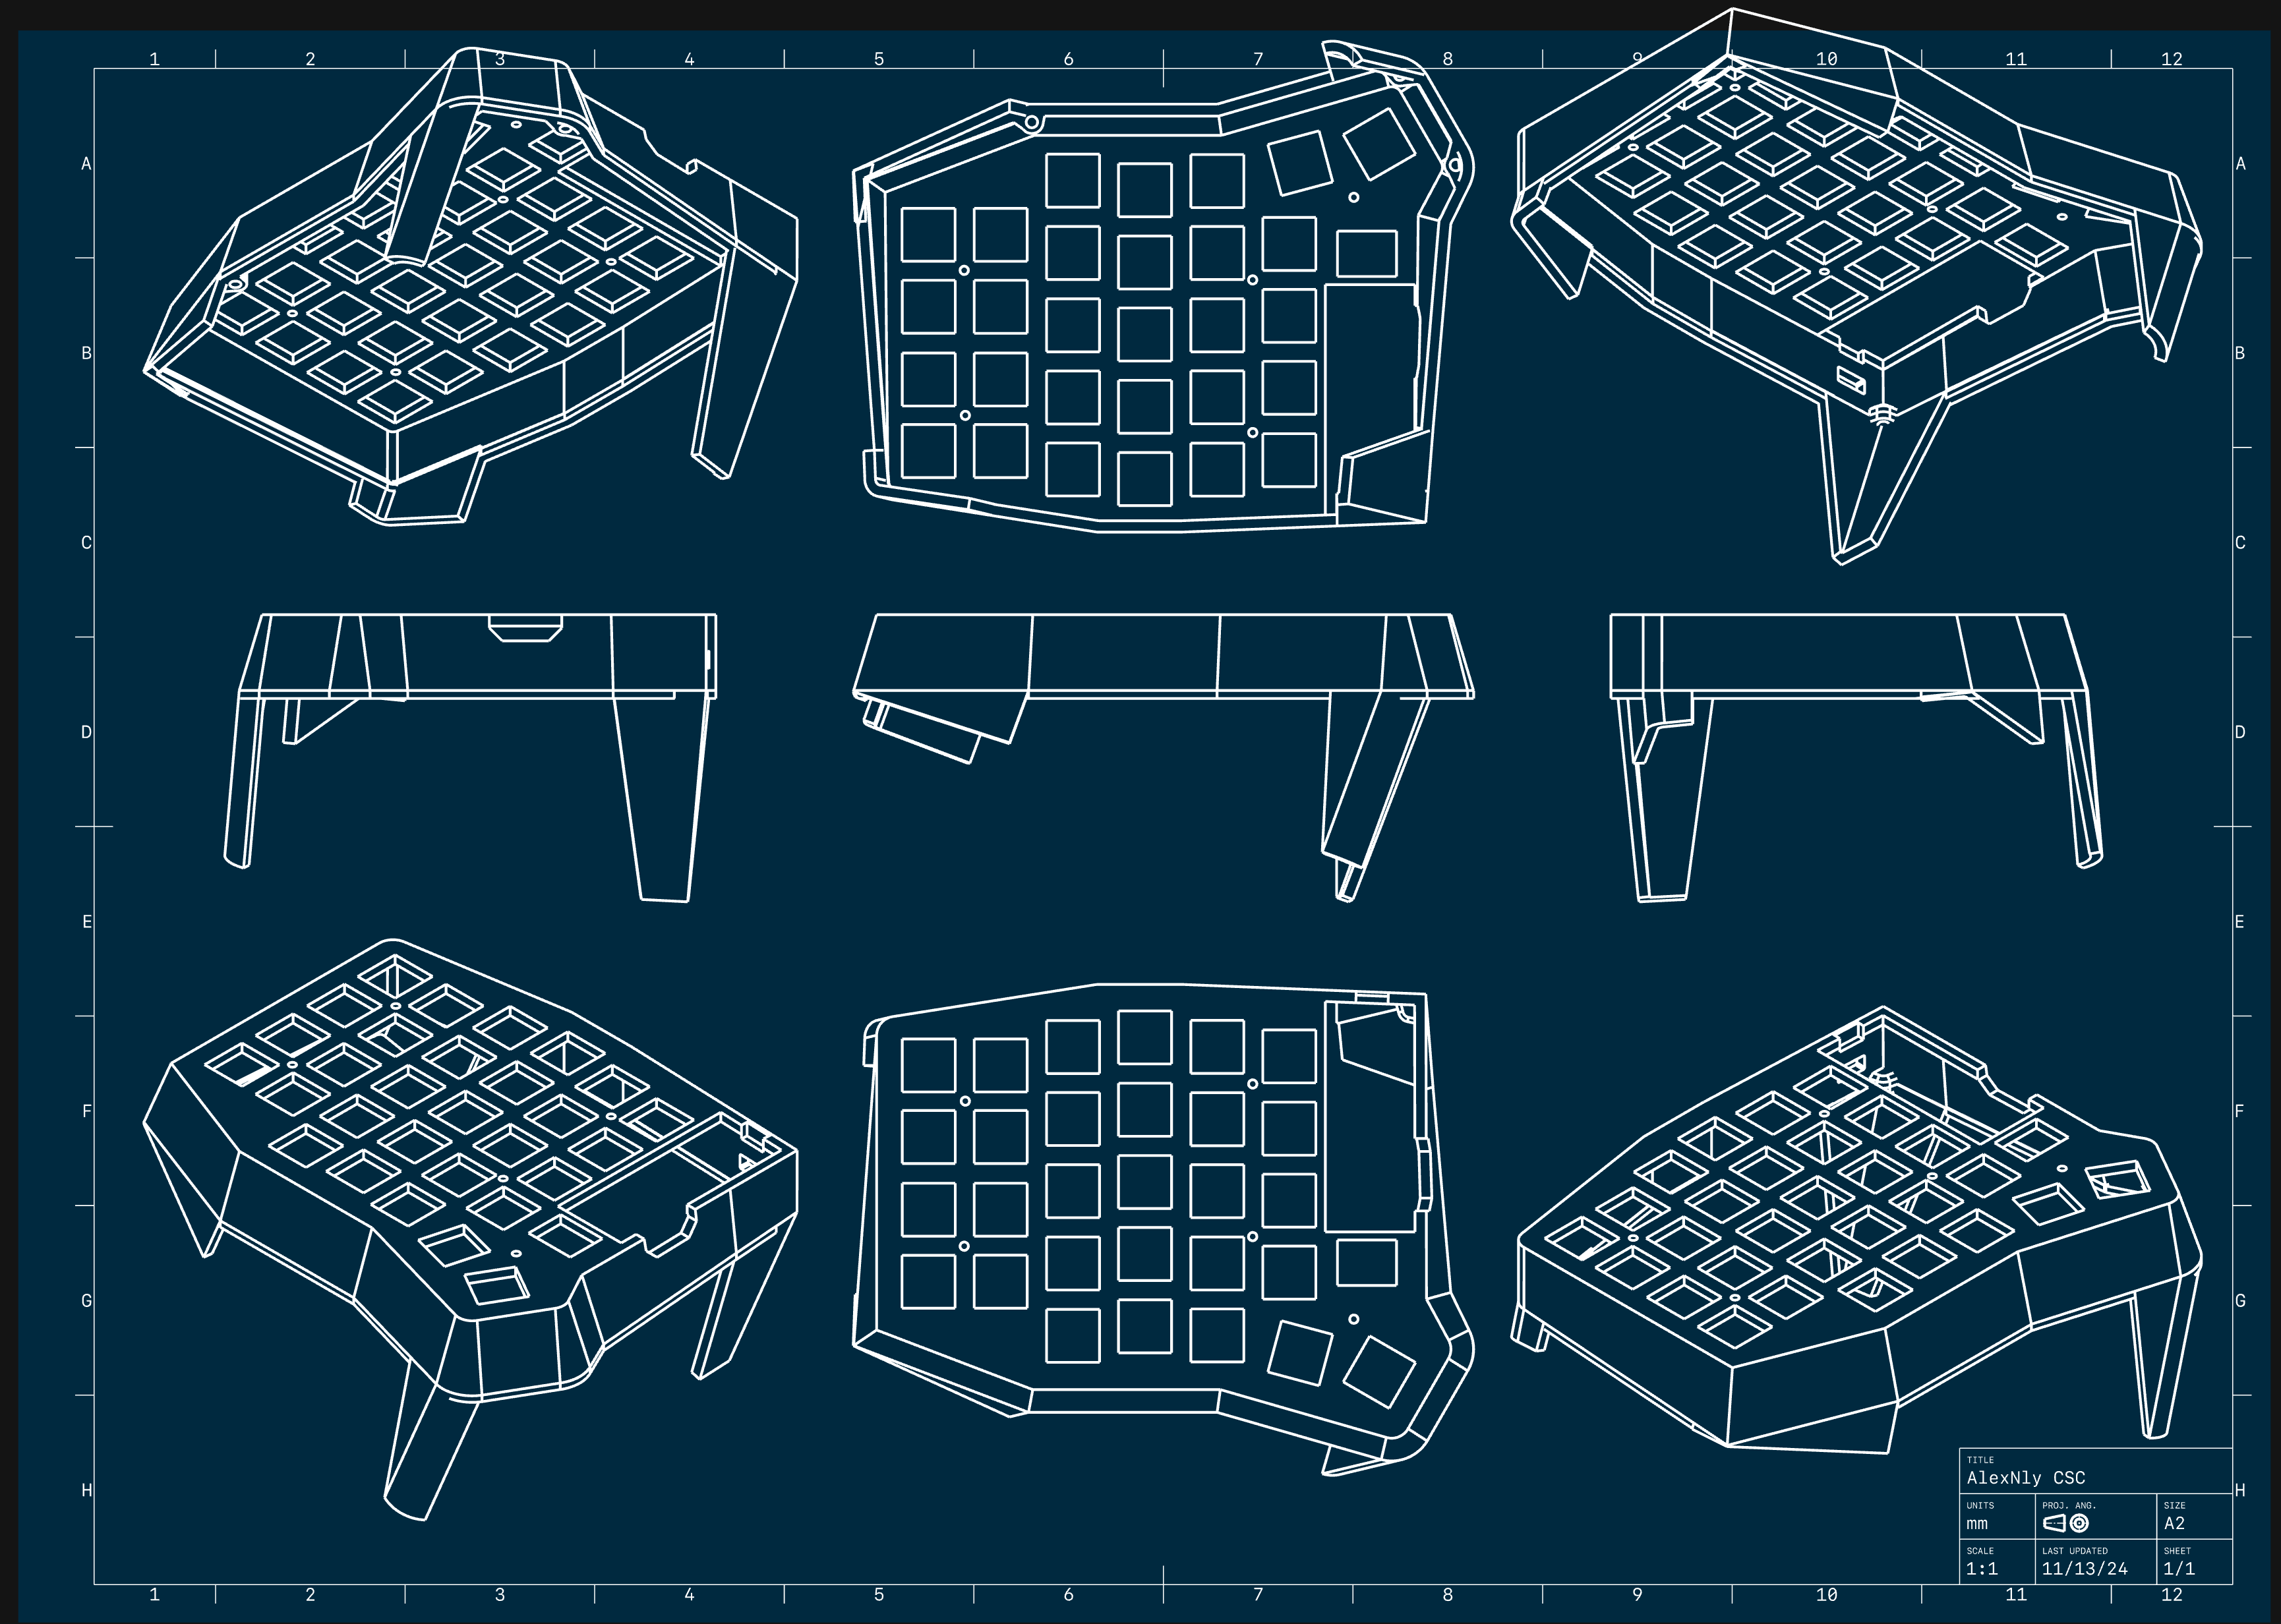 1 2 3 4 5 6 7 8 9 10 11 12
A A
B B
C C
D D
E E
F F
G G
H H
TITLE
AlexNly CSC
UNITS PROJ. ANG. SIZE
mm A2
SCALE LAST UPDATED SHEET
1:1 11/13/24 1/1
1 2 3 4 5 6 7 8 9 10 11 12